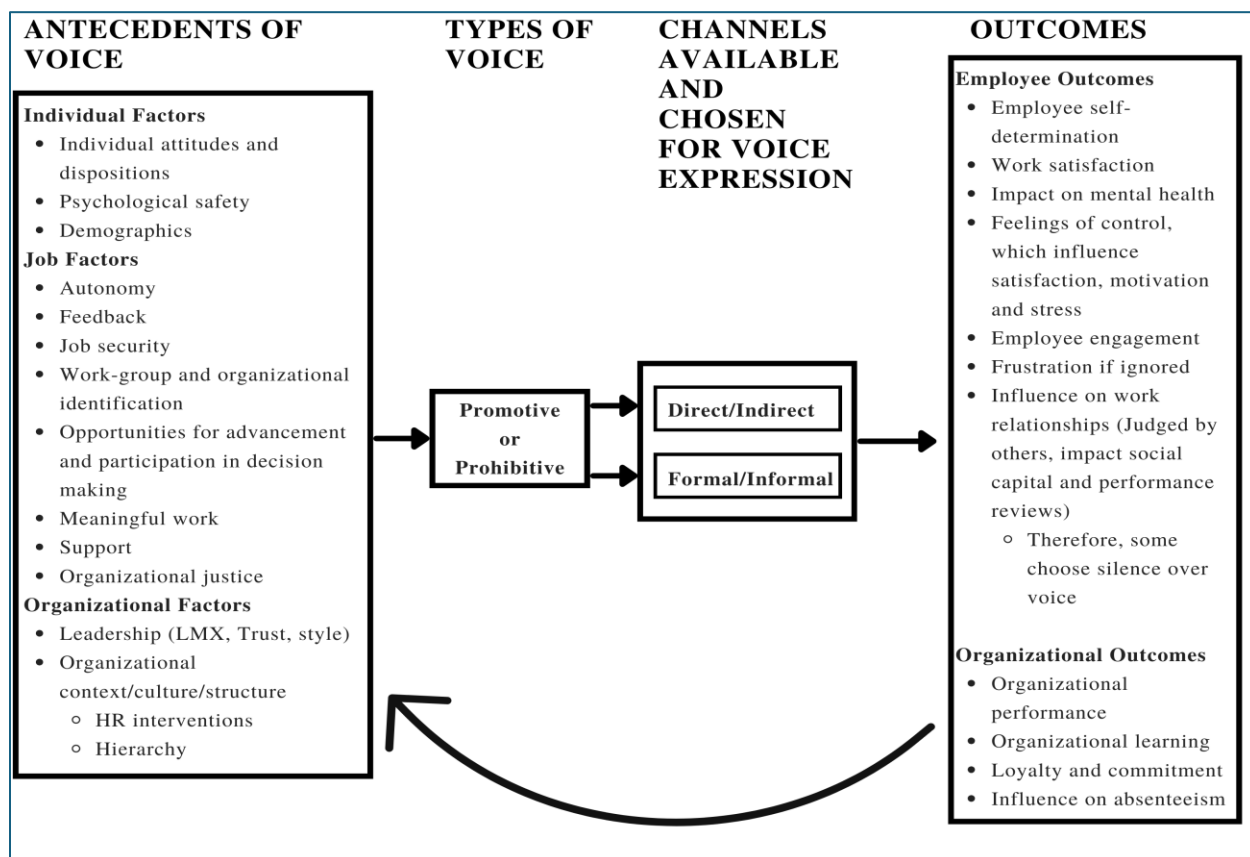 ANTECEDENTS OF
VOICE
Individual Factors
• Individual attitudes and
dispositions
• Psychological safety
• Demographics
Job Factors
• Autonomy
• Feedback
• Job security
• Work-group and organizational
identification
• Opportunities for advancement
and participation in decision
making
• Meaningful work
• Support
• Organizational justice
Organizational Factors
• Leadership (LMX, Trust, style)
• Organizational
context/culture/structure
○ HR interventions
○ Hierarchy
TYPES OF
VOICE
Promotive
or
Prohibitive
CHANNELS
AVAILABLE
AND
CHOSEN
FOR VOICE
EXPRESSION
Direct/Indirect
Formal/Informal
OUTCOMES
Employee Outcomes
• Employee self-
determination
• Work satisfaction
• Impact on mental health
• Feelings of control,
which influence
satisfaction, motivation
and stress
• Employee engagement
• Frustration if ignored
• Influence on work
relationships (Judged by
others, impact social
capital and performance
reviews)
○ Therefore, some
choose silence over
voice
Organizational Outcomes
• Organizational
performance
• Organizational learning
• Loyalty and commitment
• Influence on absenteeism